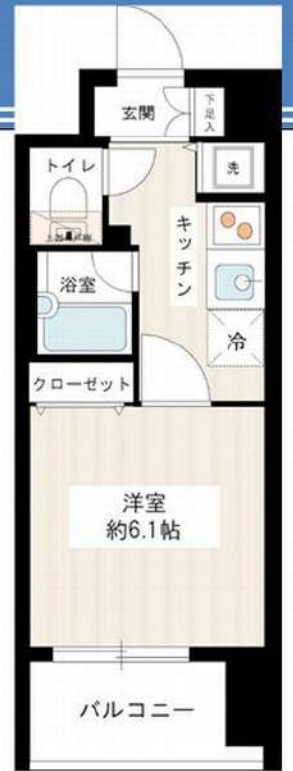 玄関
下足入
トイレ
洗
キッチン
浴室
冷
クローゼット
洋室
約6.1帖
バルコニー